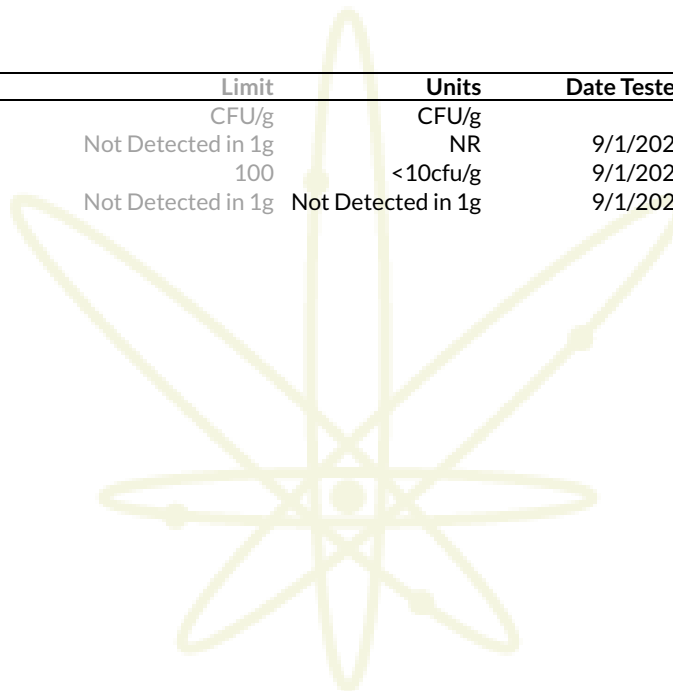 Limit Units Date Teste
CFU/g CFU/g
Not Detected in 1g NR 9/1/202
100 <10cfu/g 9/1/202
Not Detected in 1g Not Detected in 1g 9/1/202